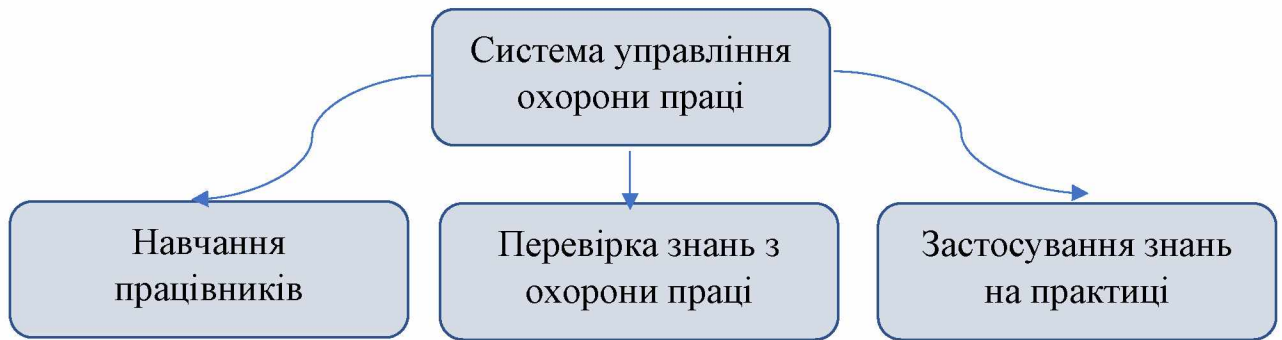 Система управління
охорони праці
Навчання
працівників
Перевірка знань з
охорони праці
Застосування знань
на практиці